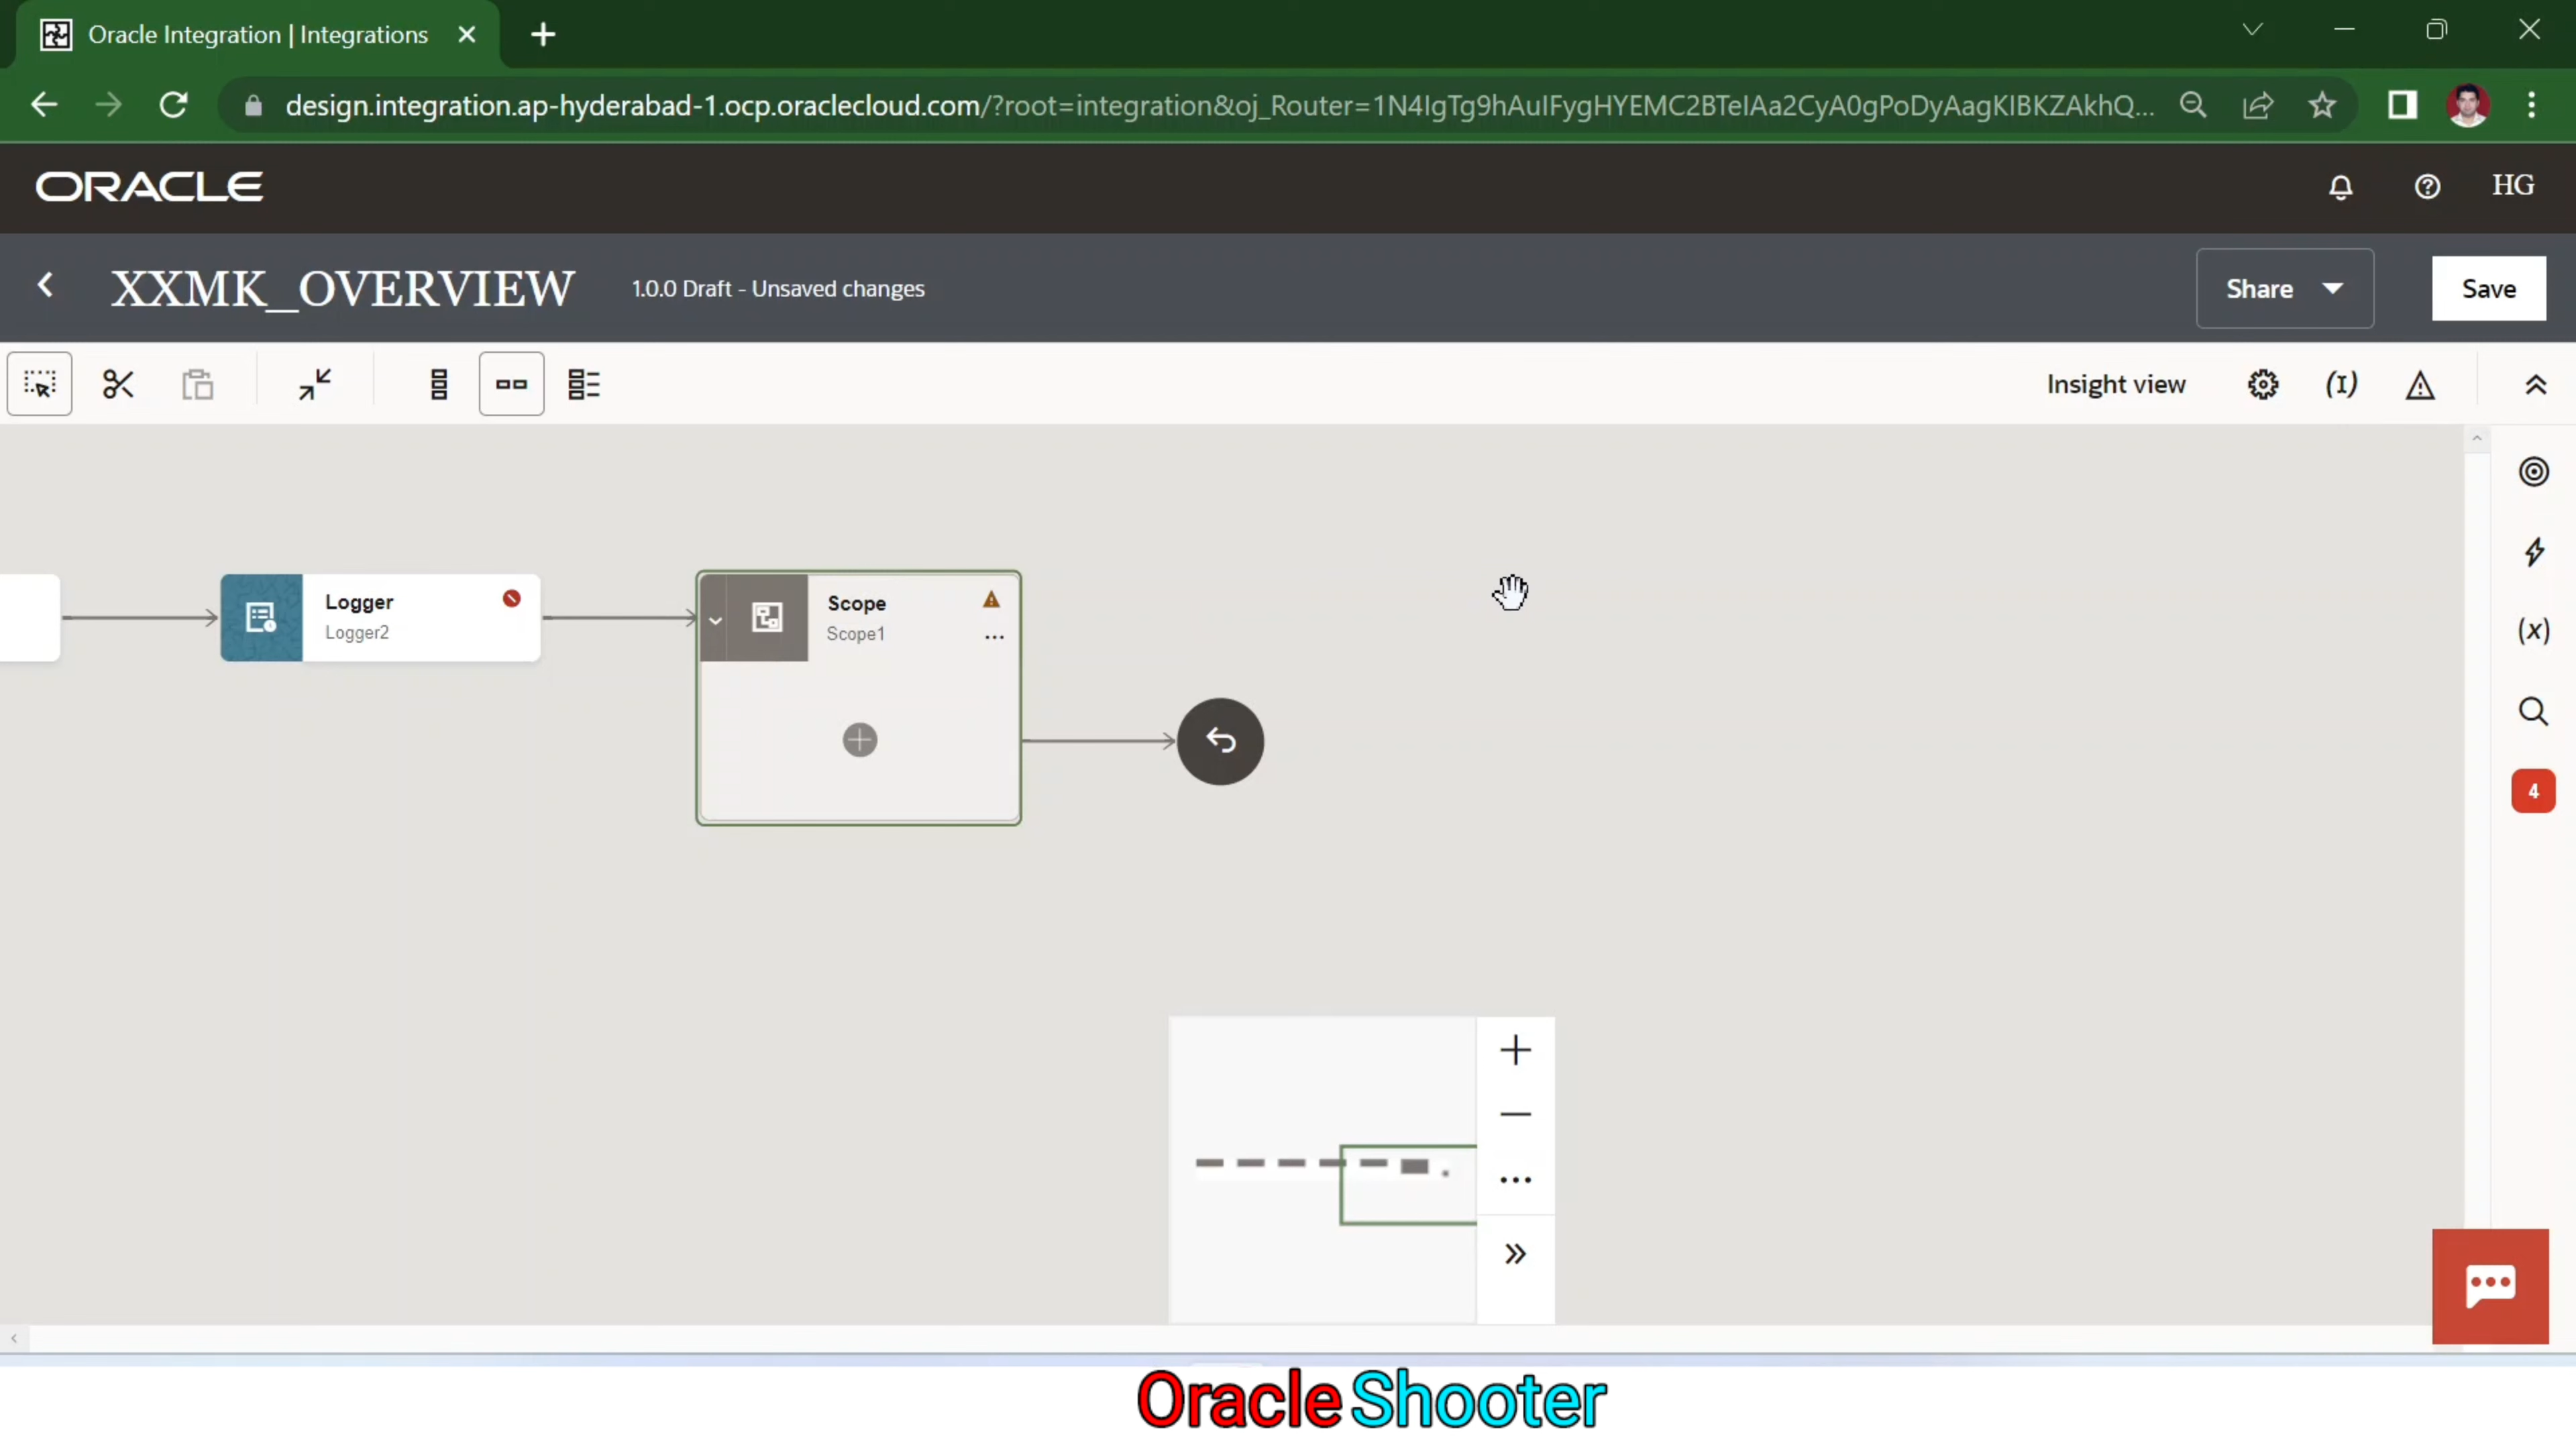 Oracle Integration | Integrations
design.integration.ap-hyderabad-1.ocp.oraclecloud.com/?root=integration&oj_Router=1N4IgTg9hAuIFygHYEMC2BTeIAa2CyA0gPoDyAagKIBKZAkhQ...
ORACLE
HG
XXMK_OVERVIEW
1.0.0 Draft - Unsaved changes
Share
Save
Insight view
(I)
Logger
Logger2
Scope
Scope1
(x)
4
Oracle Shooter